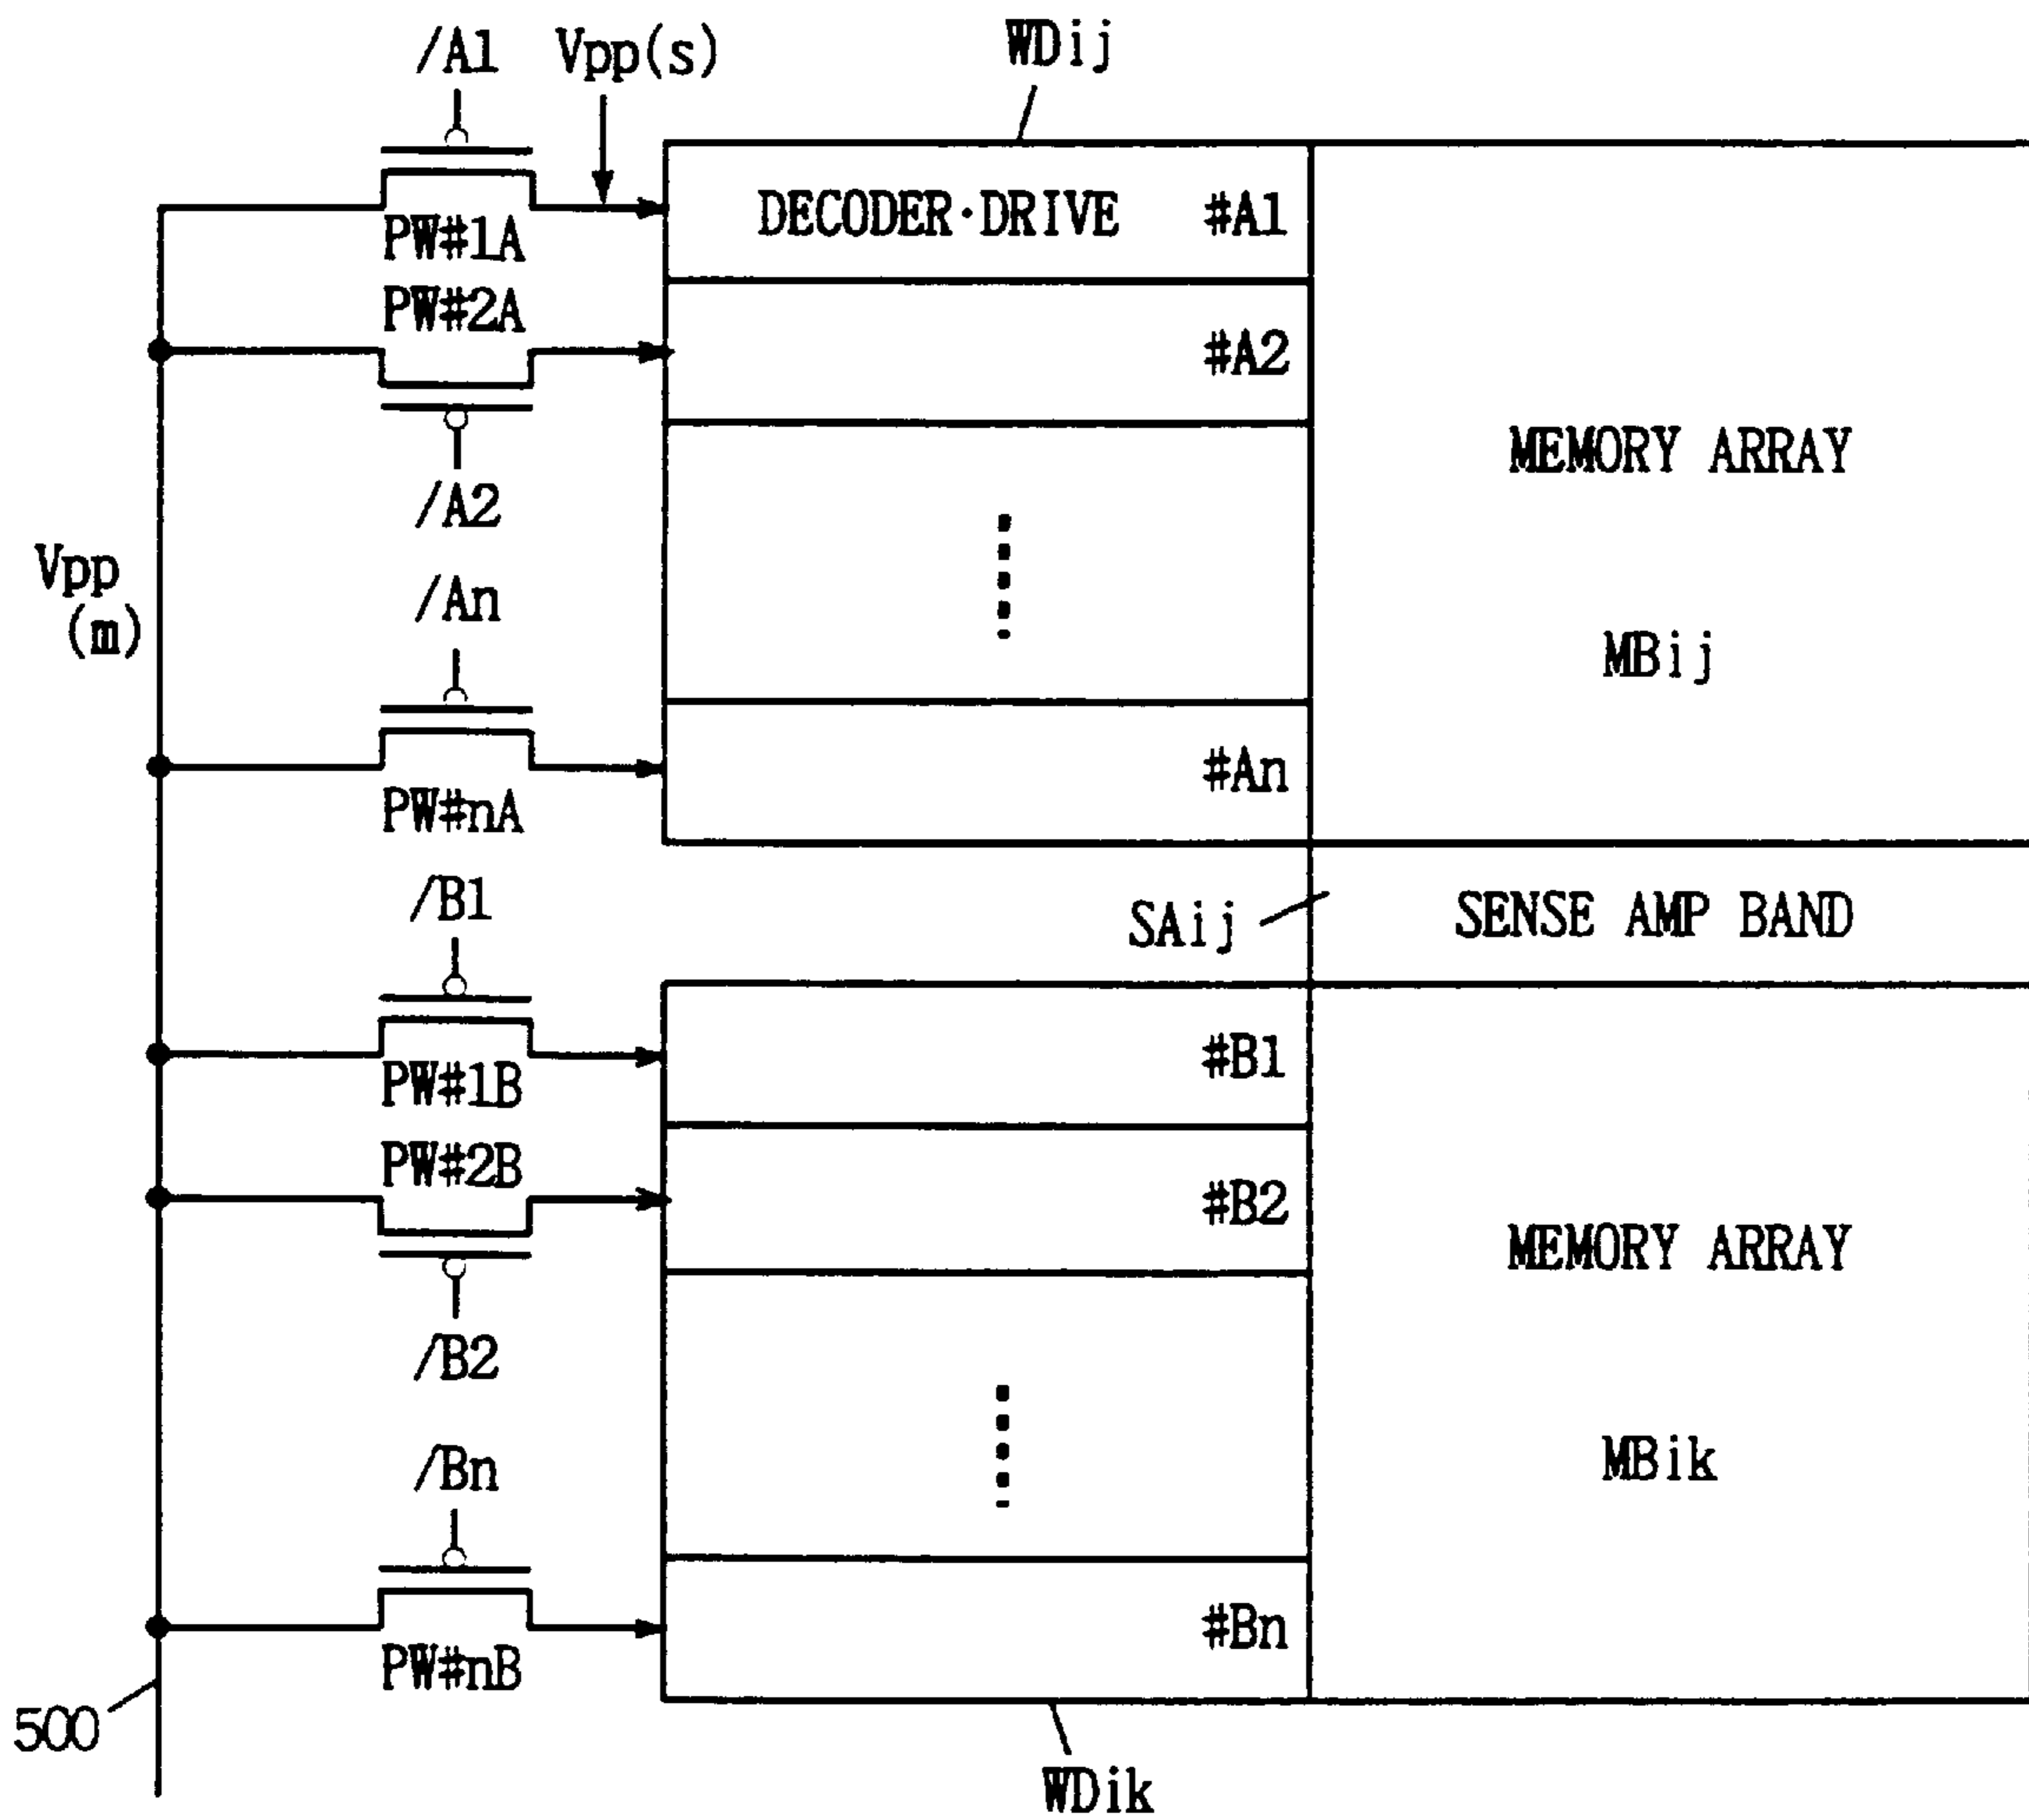 /A1 Vpp(s) WDij
DECODER·DRIVE #A1
PW#1A
PW#2A
#A2
MEMORY ARRAY
/A2
Vpp
(m)
/An
MBij
#An
PW#nA
/B1
SAij SENSE AMP BAND
#B1
PW#1B
PW#2B
#B2
MEMORY ARRAY
/B2
/Bn
MBik
#Bn
PW#nB
500
WDik